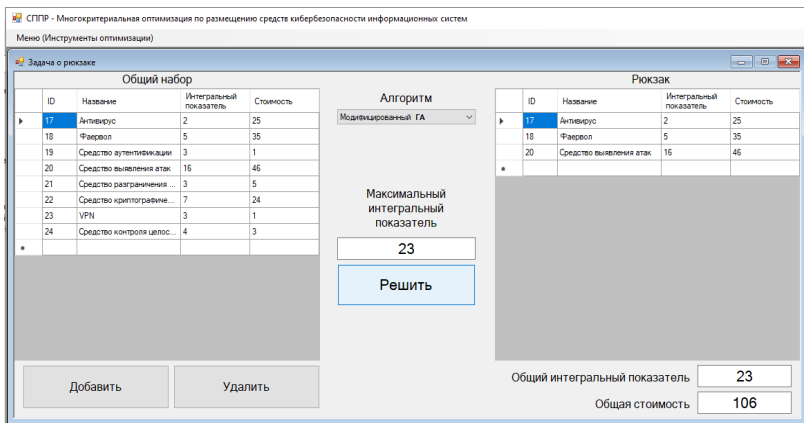 СППР - Многокритериальная оптимизация по размещению средств кибербезопасности информационных систем
Меню (Инструменты оптимизации)
Задача о рюкзаке
Общий набор
ID Название Интегральный показатель Стоимость
17 Антивирус 2 25
18 Фаервол 5 35
19 Средство аутентификации 3 1
20 Средство выявления атак 16 46
21 Средство разграничения ... 3 5
22 Средство криптографиче... 7 24
23 VPN 3 1
24 Средство контроля целос... 4 3
Добавить Удалить
Алгоритм
Модифицированный ГА
Максимальный
интегральный
показатель
23
Решить
Рюкзак
ID Название Интегральный показатель Стоимость
17 Антивирус 2 25
18 Фаервол 5 35
20 Средство выявления атак 16 46
Общий интегральный показатель 23
Общая стоимость 106